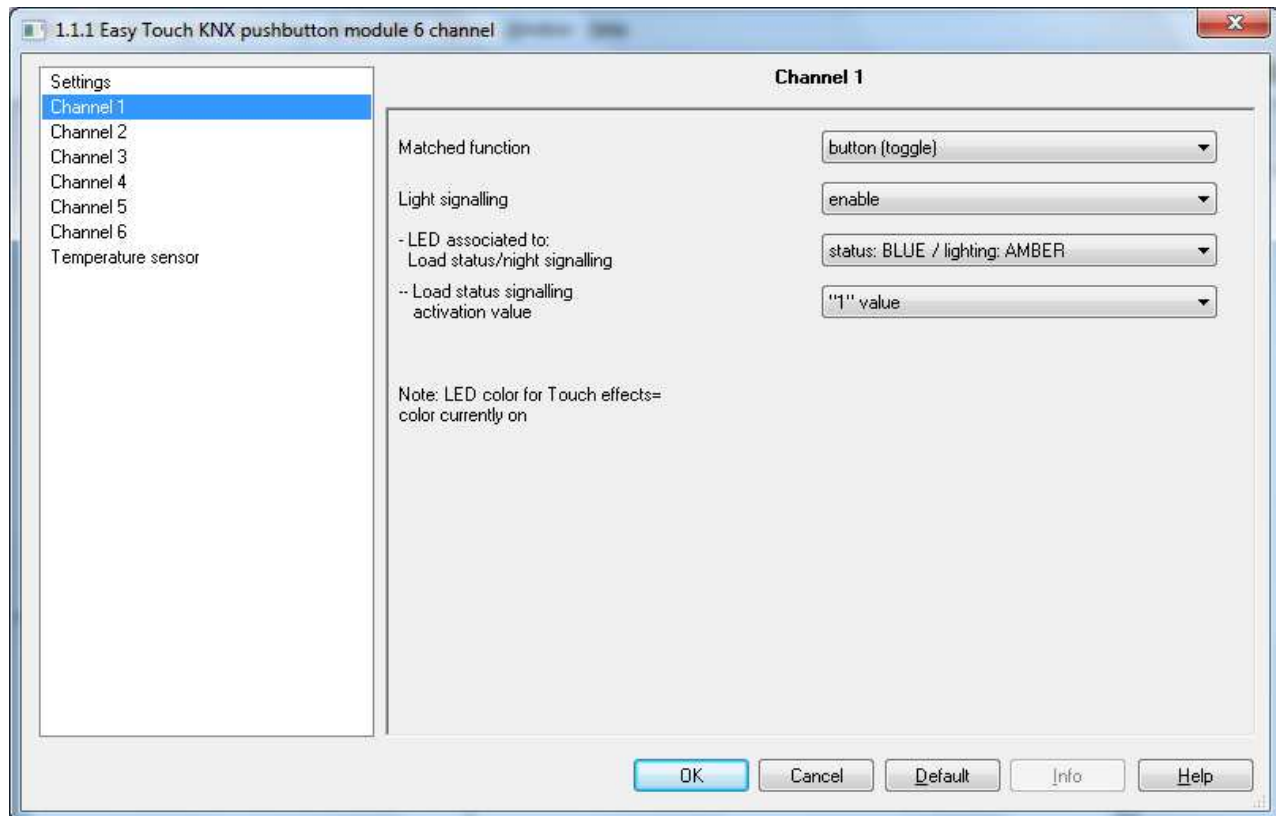 1.1.1 Easy Touch KNX pushbutton module 6 channel
Settings
Channel 1
Channel 2
Channel 3
Channel 4
Channel 5
Channel 6
Temperature sensor
Channel 1
Matched function
button (toggle)
Light signalling
enable
- LED associated to:
Load status/night signalling
status: BLUE / lighting: AMBER
-- Load status signalling
activation value
"1" value
Note: LED color for Touch effects=
color currently on
OK
Cancel
Default
Info
Help